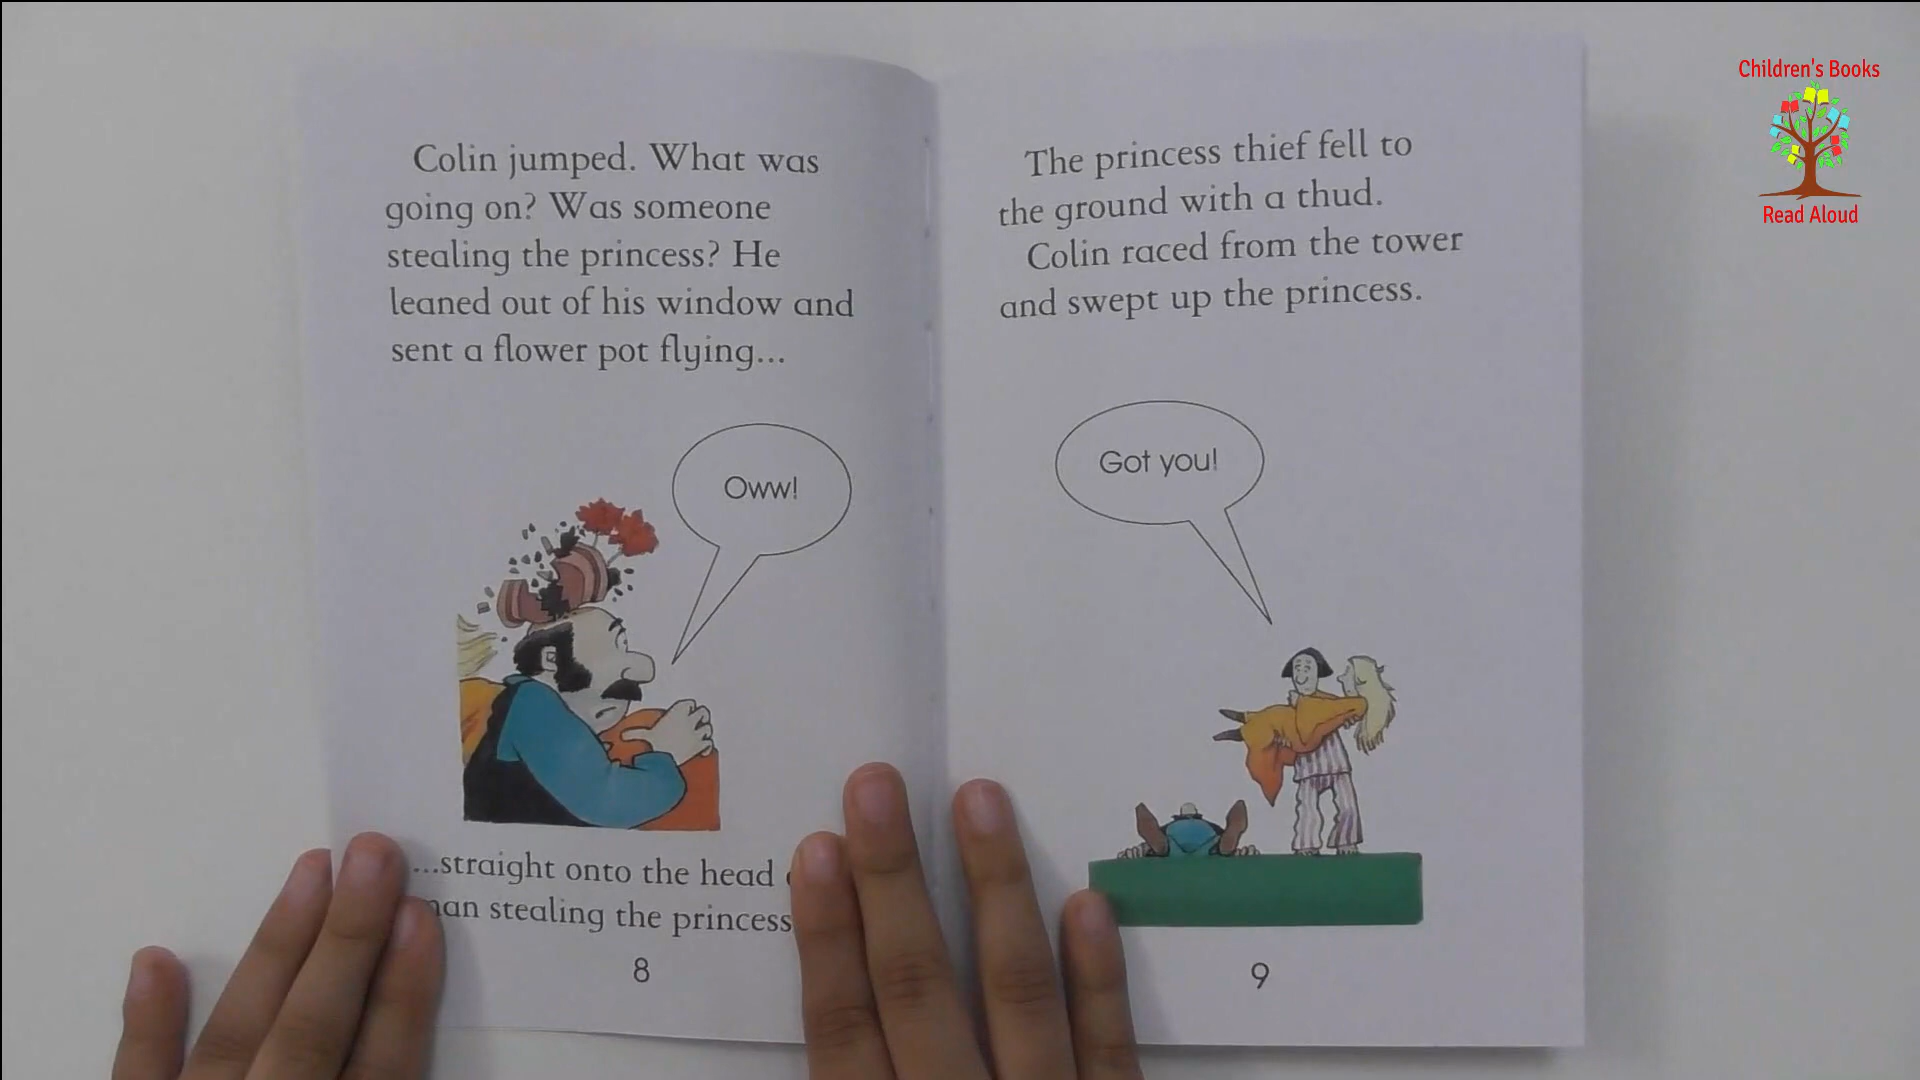 Colin jumped. What was
going on? Was someone
stealing the princess? He
leaned out of his window and
sent a flower pot flying...
Oww!
...straight onto the head
stealing the princess
8
The princess thief fell to
the ground with a thud.
Colin raced from the tower
and swept up the princess.
Got you!
9
Children's Books
Read Aloud